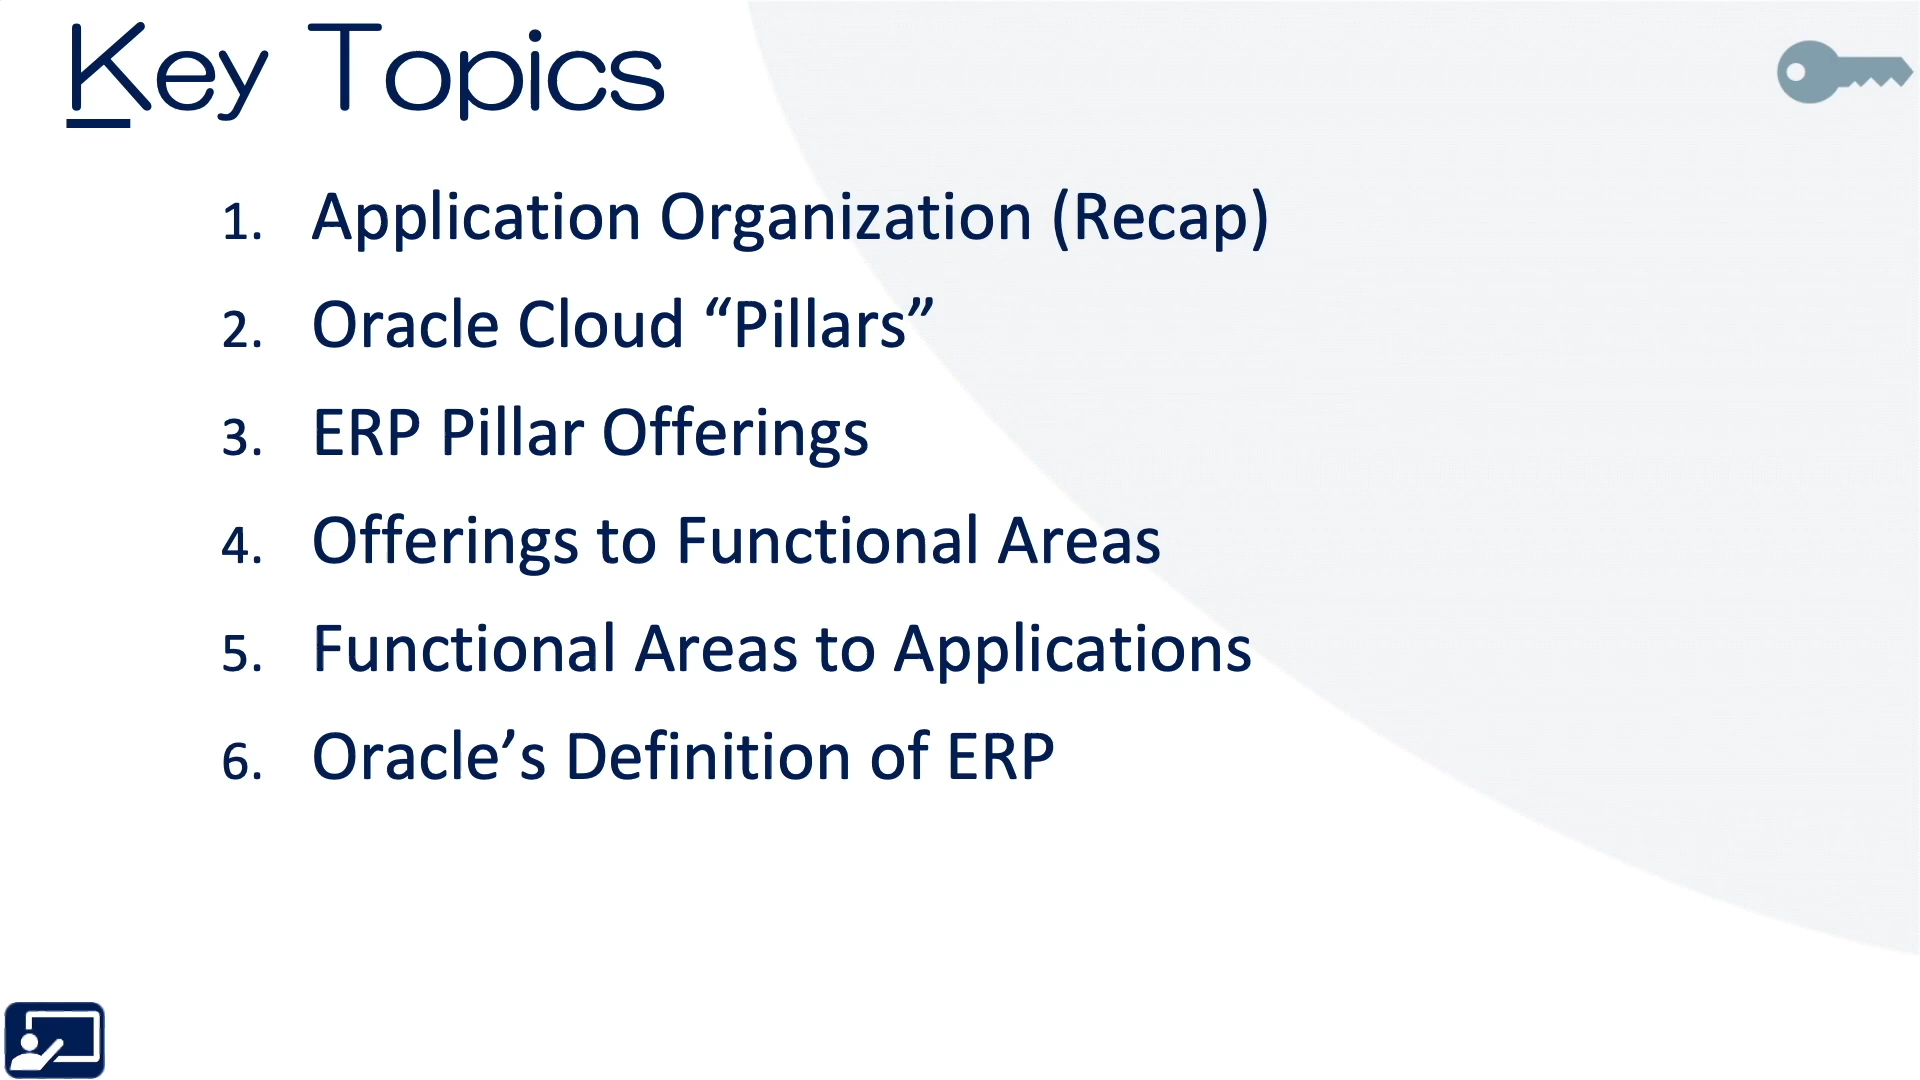 Key Topics
1. Application Organization (Recap)
2. Oracle Cloud “Pillars”
3. ERP Pillar Offerings
4. Offerings to Functional Areas
5. Functional Areas to Applications
6. Oracle’s Definition of ERP